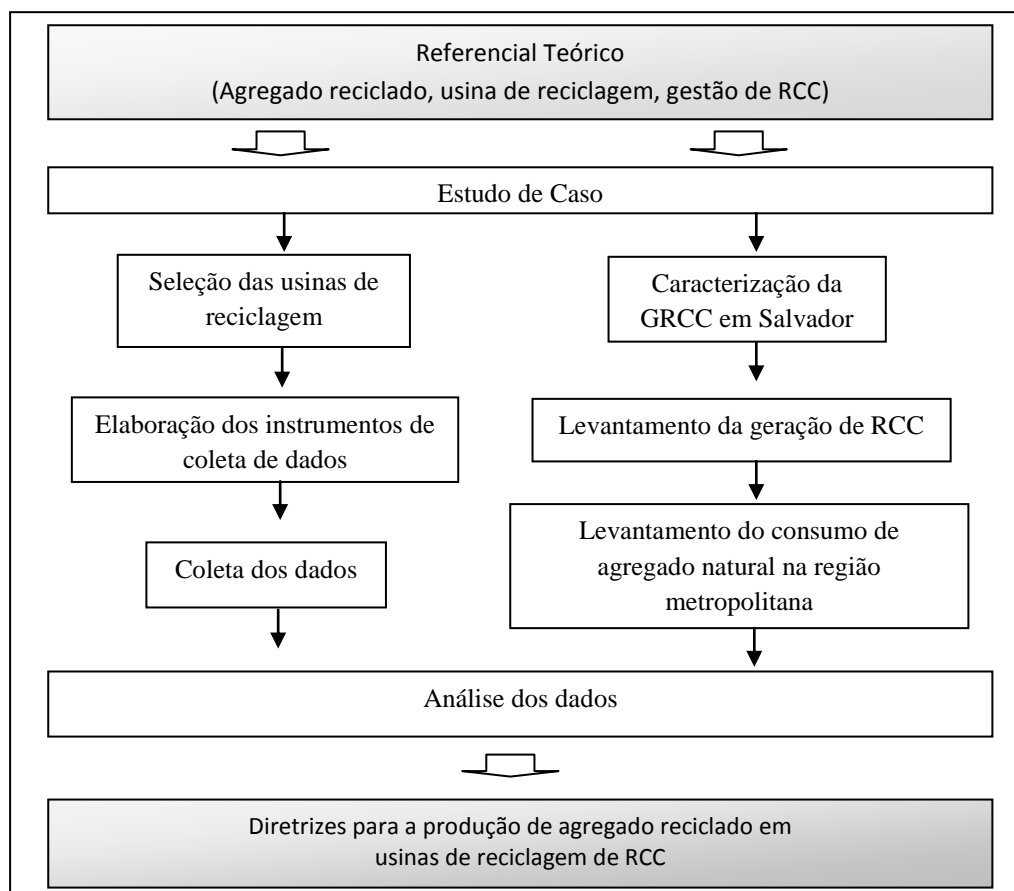 Referencial Teórico
(Agregado reciclado, usina de reciclagem, gestão de RCC)
Estudo de Caso
Seleção das usinas de
reciclagem
Elaboração dos instrumentos de
coleta de dados
Coleta dos dados
Caracterização da
GRCC em Salvador
Levantamento da geração de RCC
Levantamento do consumo de
agregado natural na região
metropolitana
Análise dos dados
Diretrizes para a produção de agregado reciclado em
usinas de reciclagem de RCC